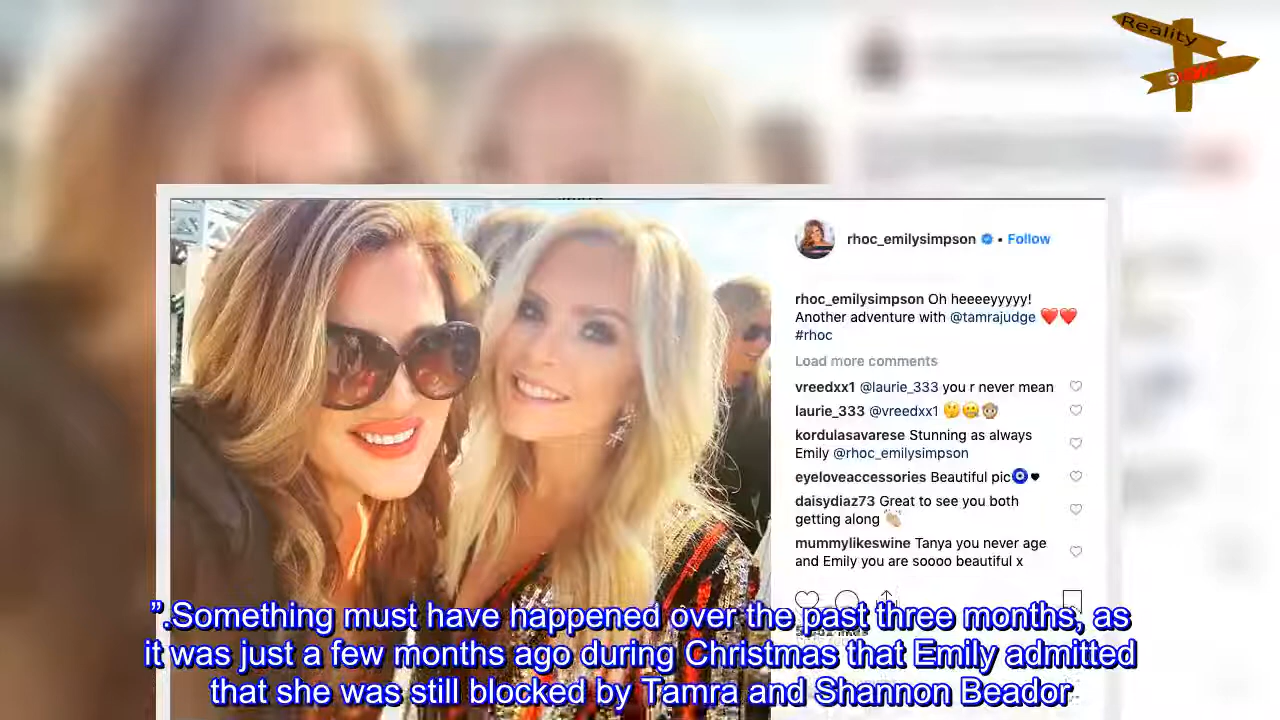 Reality
rhoc_emilysimpson • Follow
rhoc_emilysimpson Oh heeeeyyyyy!
Another adventure with @tamrajudge ❤️❤️
#rhoc
Load more comments
vreedxx1 @laurie_333 you r never mean
laurie_333 @vreedxx1 🤔🤐🙊
kordulasavarese Stunning as always
Emily @rhoc_emilysimpson
eyeloveaccessories Beautiful pic🧿🖤
daisydiaz73 Great to see you both
getting along 👏🏼
mummylikeswine Tanya you never age
and Emily you are soooo beautiful x
”.Something must have happened over the past three months, as
it was just a few months ago during Christmas that Emily admitted
that she was still blocked by Tamra and Shannon Beador